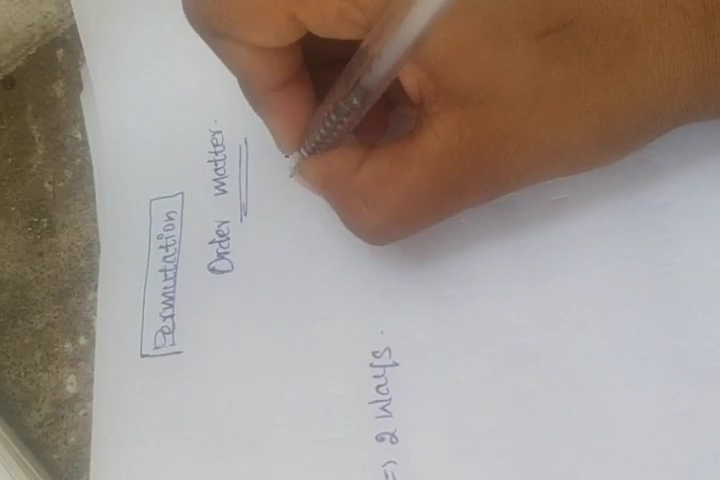 Permutation
Order matter.
=> 2 ways.